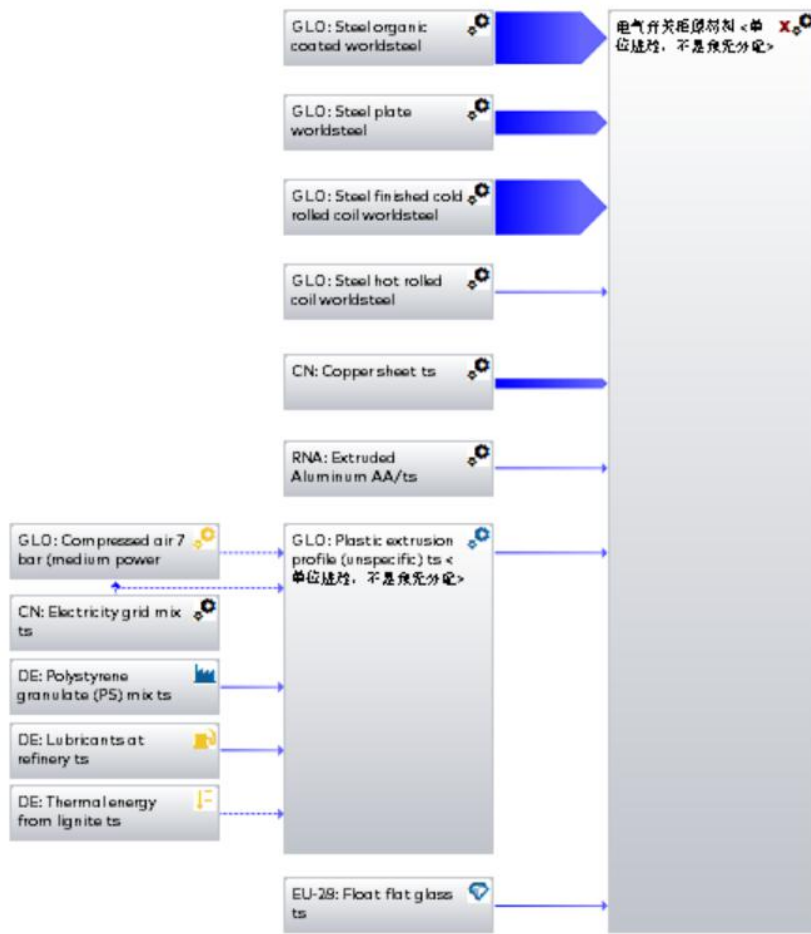 GLO: Steel organic
coated worldsteel
电气开关柜原材料 <单
位过程，不是预先分配>
GLO: Steel plate
worldsteel
GLO: Steel finished cold
rolled coil worldsteel
GLO: Steel hot rolled
coil worldsteel
CN: Copper sheet ts
RNA: Extruded
Aluminum AA/ts
GLO: Compressed air 7
bar (medium power
GLO: Plastic extrusion
profile (unspecific) ts <
单位过程，不是预先分配>
CN: Electricity grid mix
ts
DE: Polystyrene
granulate (PS) mix ts
DE: Lubricants at
refinery ts
DE: Thermal energy
from lignite ts
EU-28: Float flat glass
ts